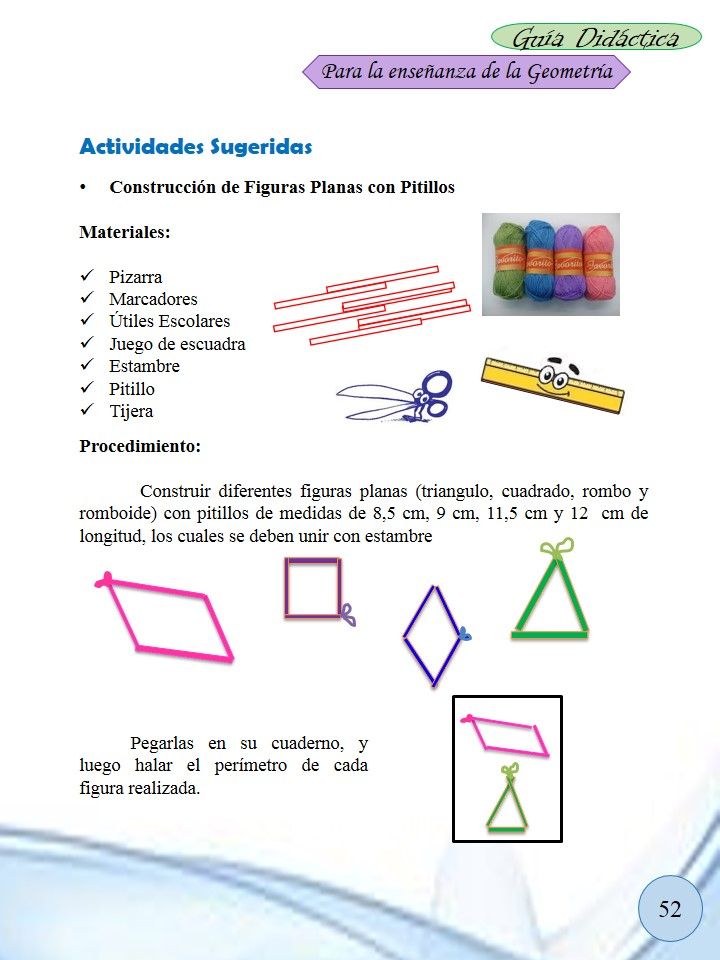 Guía Didáctica
Para la enseñanza de la Geometría
Actividades Sugeridas
• Construcción de Figuras Planas con Pitillos
Materiales:
✓ Pizarra
✓ Marcadores
✓ Útiles Escolares
✓ Juego de escuadra
✓ Estambre
✓ Pitillo
✓ Tijera
Procedimiento:
Construir diferentes figuras planas (triangulo, cuadrado, rombo y
romboide) con pitillos de medidas de 8,5 cm, 9 cm, 11,5 cm y 12 cm de
longitud, los cuales se deben unir con estambre
Pegarlas en su cuaderno, y
luego halar el perímetro de cada
figura realizada.
52